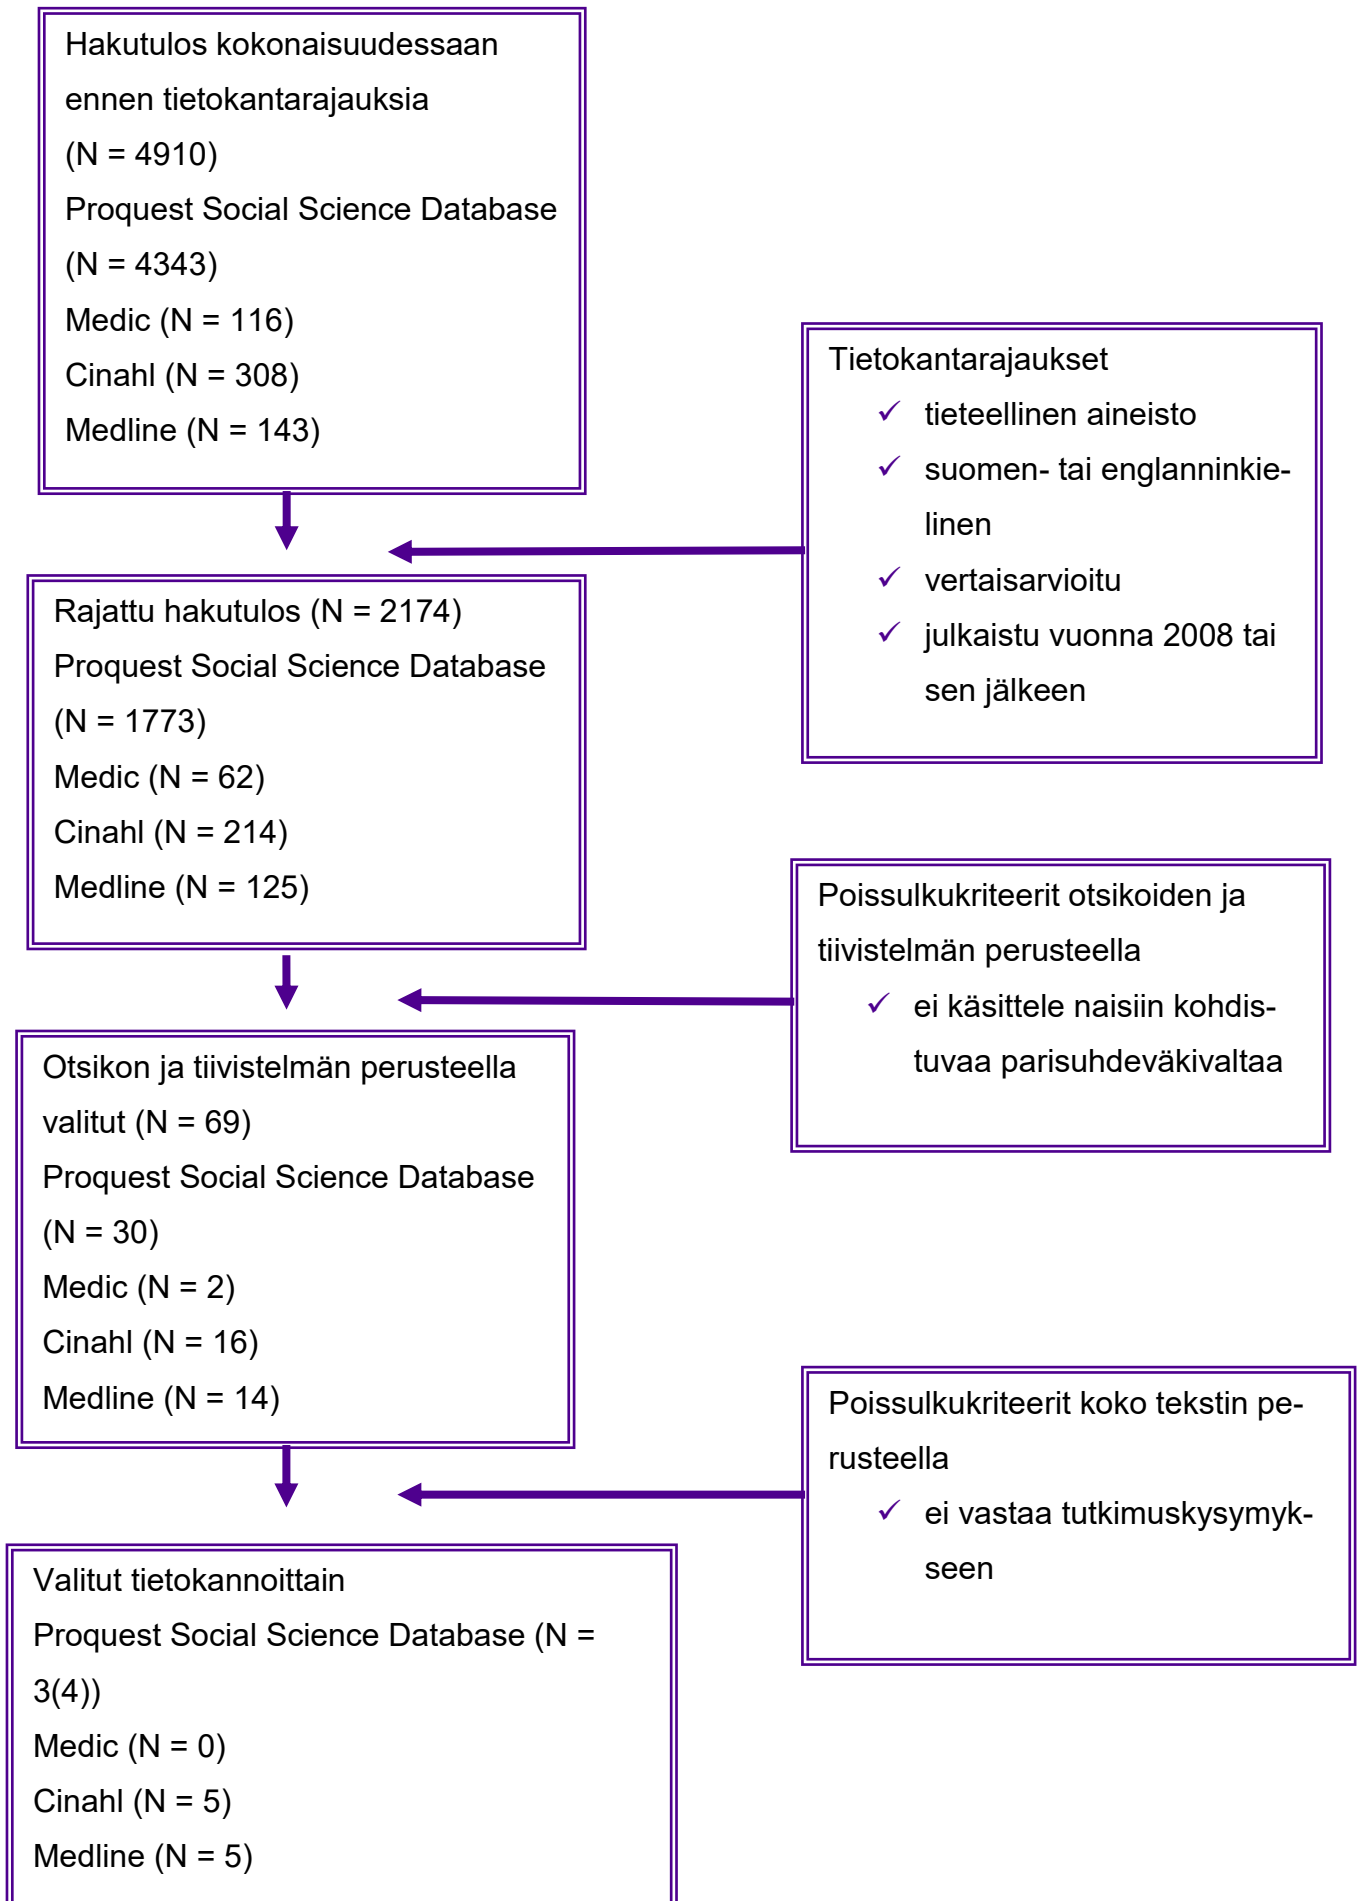 Hakutulos kokonaisuudessaan
ennen tietokantarajauksia
(N = 4910)
Proquest Social Science Database
(N = 4343)
Medic (N = 116)
Cinahl (N = 308)
Medline (N = 143)
Tietokantarajaukset
✓ tieteellinen aineisto
✓ suomen- tai englanninkie-
linen
✓ vertaisarvioitu
✓ julkaistu vuonna 2008 tai
sen jälkeen
Rajattu hakutulos (N = 2174)
Proquest Social Science Database
(N = 1773)
Medic (N = 62)
Cinahl (N = 214)
Medline (N = 125)
Poissulkukriteerit otsikoiden ja
tiivistelmän perusteella
✓ ei käsittele naisiin kohdis-
tuvaa parisuhdeväkivaltaa
Otsikon ja tiivistelmän perusteella
valitut (N = 69)
Proquest Social Science Database
(N = 30)
Medic (N = 2)
Cinahl (N = 16)
Medline (N = 14)
Poissulkukriteerit koko tekstin pe-
rusteella
✓ ei vastaa tutkimuskysymyk-
seen
Valitut tietokannoittain
Proquest Social Science Database (N =
3(4))
Medic (N = 0)
Cinahl (N = 5)
Medline (N = 5)